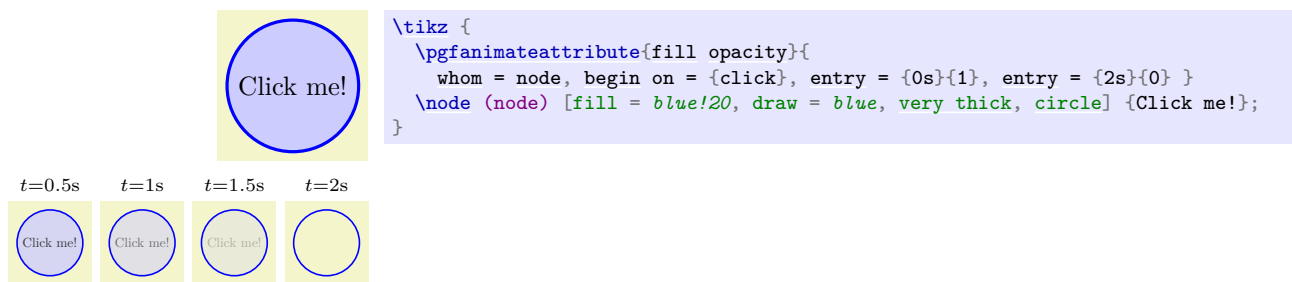 Click me!
\tikz {
  \pgfanimateattribute{fill opacity}{
    whom = node, begin on = {click}, entry = {0s}{1}, entry = {2s}{0} }
  \node (node) [fill = blue!20, draw = blue, very thick, circle] {Click me!};
}
t=0.5s t=1s t=1.5s t=2s
Click me! Click me! Click me!